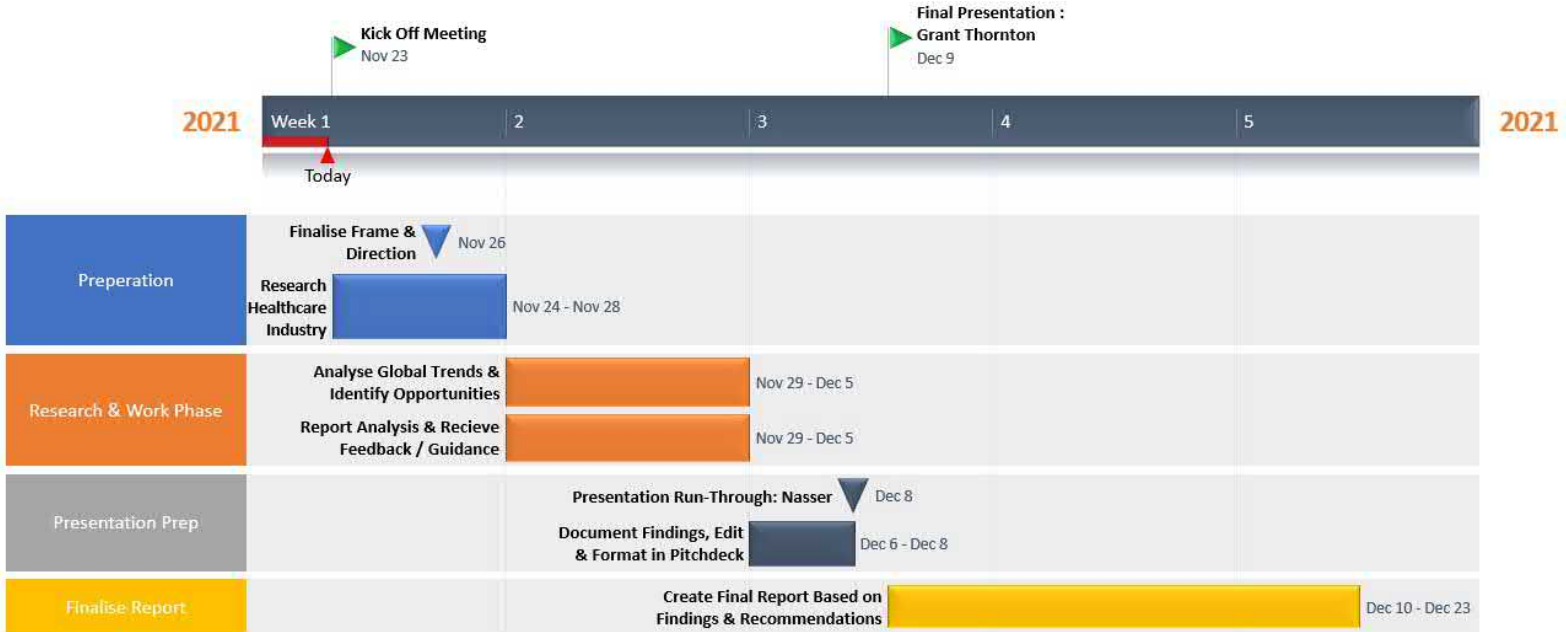 Kick Off Meeting
Nov 23
Final Presentation :
Grant Thornton
Dec 9
2021
Week 1
2
3
4
5
2021
Today
Preperation
Finalise Frame &
Direction
Nov 26
Research
Healthcare
Industry
Nov 24 - Nov 28
Research & Work Phase
Analyse Global Trends &
Identify Opportunities
Nov 29 - Dec 5
Report Analysis & Recieve
Feedback / Guidance
Nov 29 - Dec 5
Presentation Prep
Presentation Run-Through: Nasser
Dec 8
Document Findings, Edit
& Format in Pitchdeck
Dec 6 - Dec 8
Finalise Report
Create Final Report Based on
Findings & Recommendations
Dec 10 - Dec 23